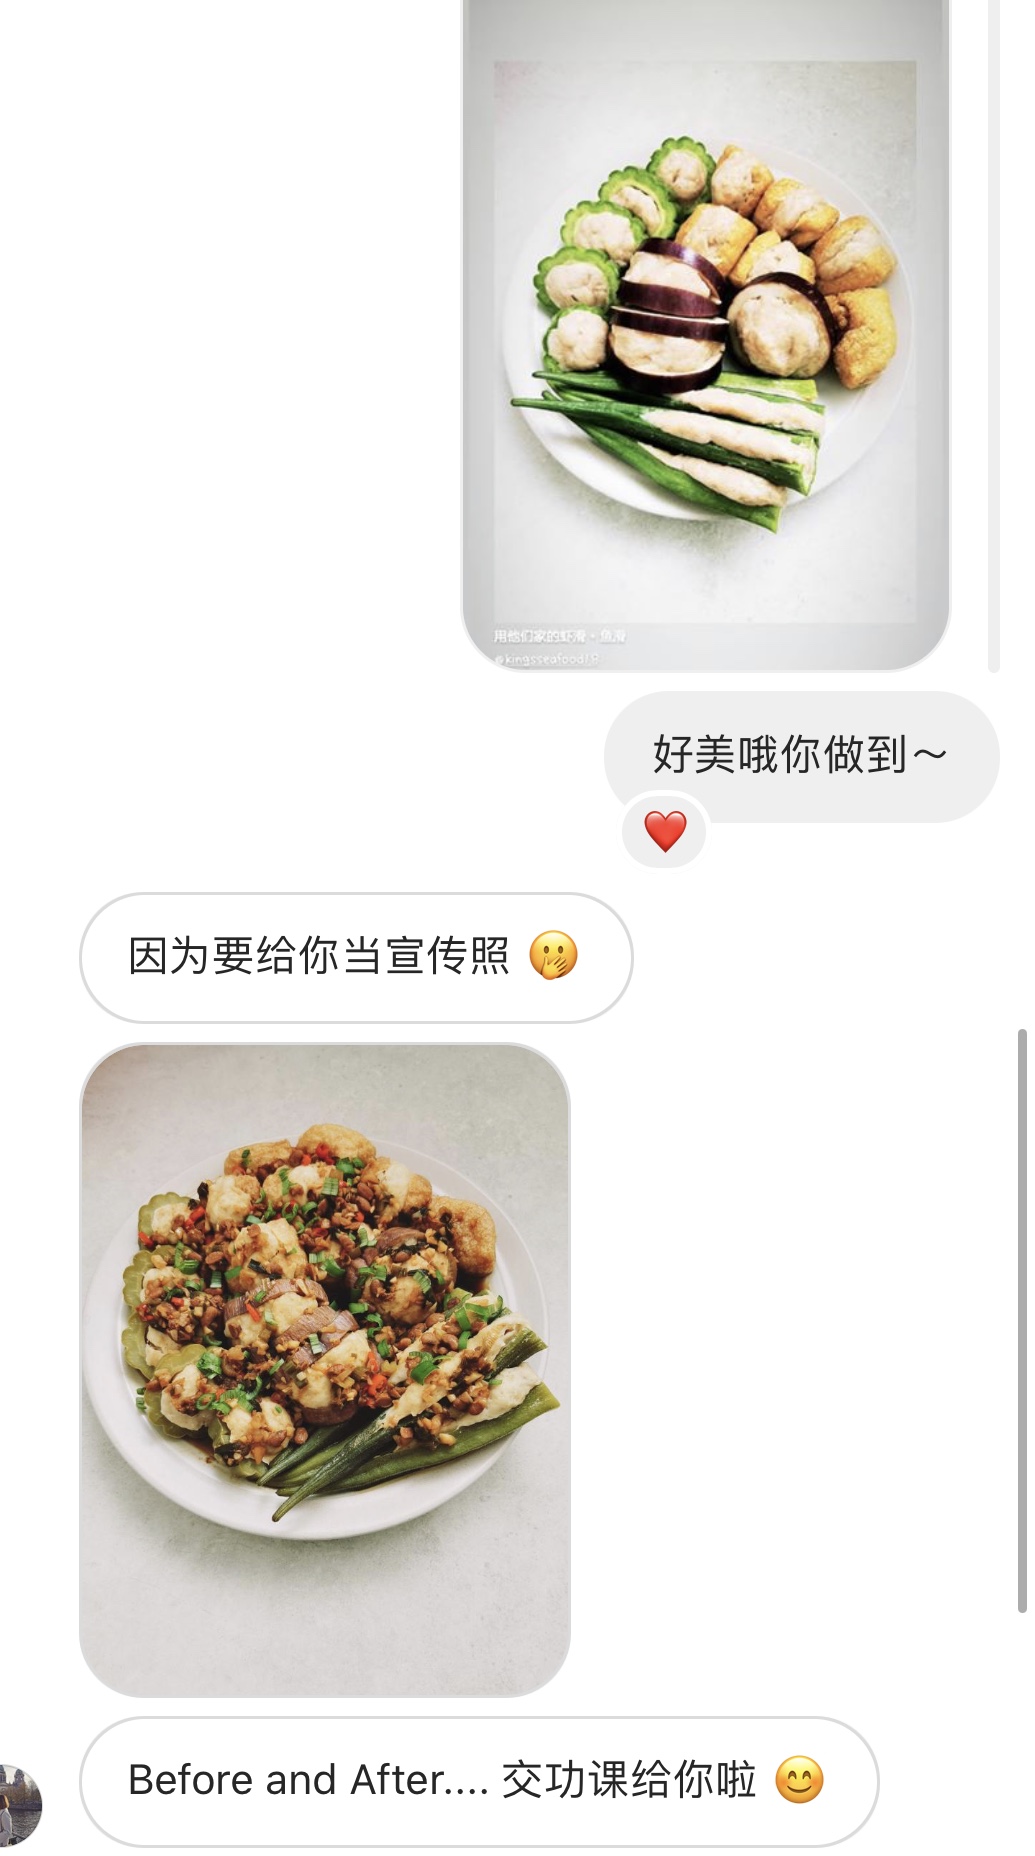 用他们家的虾滑·鱼滑
@kingsseafood18
好美哦你做到～
因为要给你当宣传照 🤭
Before and After.... 交功课给你啦 😊